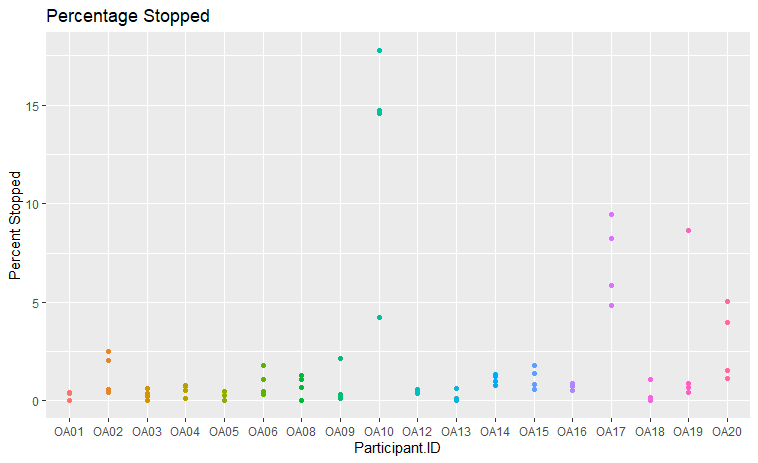 Percentage Stopped
Percent Stopped
15
10
5
0
OA01 OA02 OA03 OA04 OA05 OA06 OA08 OA09 OA10 OA12 OA13 OA14 OA15 OA16 OA17 OA18 OA19 OA20
Participant.ID